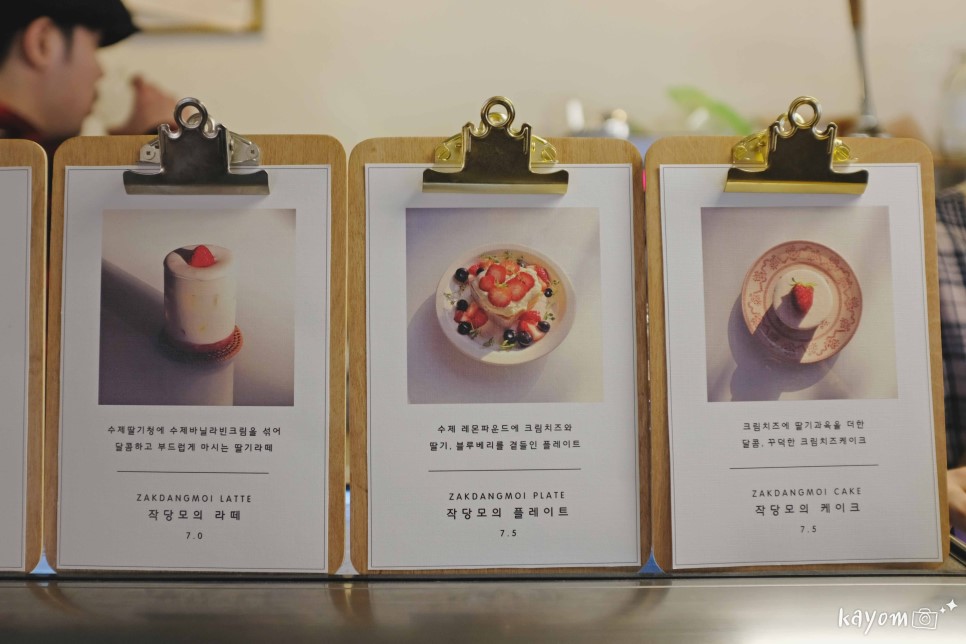 수제딸기청에 수제바닐라빈크림을 섞어
달콤하고 부드럽게 마시는 딸기라떼
ZAKDANGMOI LATTE
작당모의 라떼
7.0
수제 레몬파운드에 크림치즈와
딸기, 블루베리를 곁들인 플레이트
ZAKDANGMOI PLATE
작당모의 플레이트
7.5
크림치즈에 딸기과육을 더한
달콤, 꾸덕한 크림치즈케이크
ZAKDANGMOI CAKE
작당모의 케이크
7.5
kayom